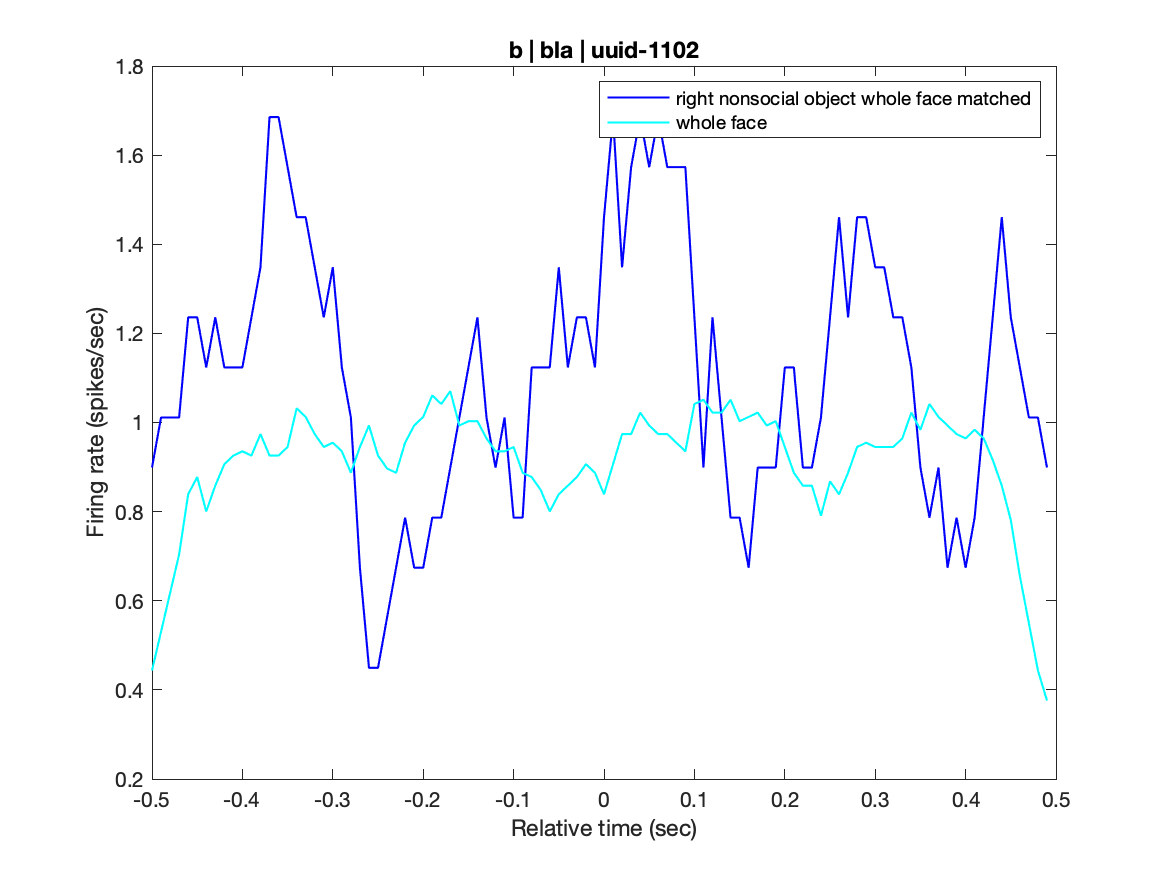 b | bla | uuid-1102
right nonsocial object whole face matched
whole face
1.8
1.6
1.4
1.2
1
0.8
0.6
0.4
0.2
Firing rate (spikes/sec)
-0.5 -0.4 -0.3 -0.2 -0.1 0 0.1 0.2 0.3 0.4 0.5
Relative time (sec)